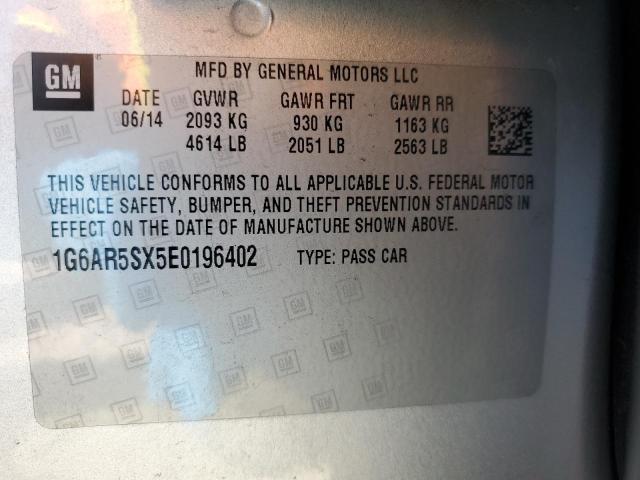 GM
MFD BY GENERAL MOTORS LLC
DATE GVWR GAWR FRT GAWR RR
06/14 2093 KG 930 KG 1163 KG
4614 LB 2051 LB 2563 LB
THIS VEHICLE CONFORMS TO ALL APPLICABLE U.S. FEDERAL MOTOR
VEHICLE SAFETY, BUMPER, AND THEFT PREVENTION STANDARDS IN
EFFECT ON THE DATE OF MANUFACTURE SHOWN ABOVE.
1G6AR5SX5E0196402 TYPE: PASS CAR